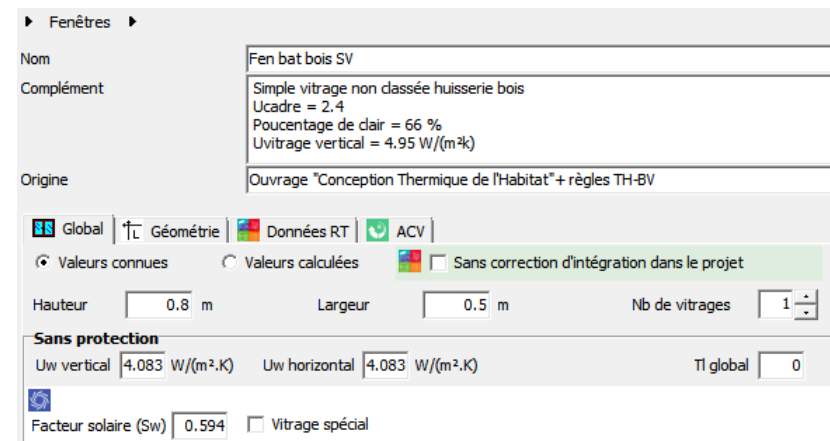 Fenêtres
Nom Fen bat bois SV
Complément Simple vitrage non classée huisserie bois
Ucadre = 2.4
Poucentage de clair = 66 %
Uvitrage vertical = 4.95 W/(m²k)
Origine Ouvrage "Conception Thermique de l'Habitat"+ règles TH-BV
Global Géométrie Données RT ACV
Valeurs connues Valeurs calculées Sans correction d'intégration dans le projet
Hauteur 0.8 m Largeur 0.5 m Nb de vitrages 1
Sans protection
Uw vertical 4.083 W/(m².K) Uw horizontal 4.083 W/(m².K) Tl global 0
Facteur solaire (Sw) 0.594 Vitrage spécial